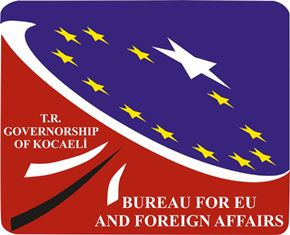 T.R.
GOVERNORSHIP
OF KOCAELİ
BUREAU FOR EU
AND FOREIGN AFFAIRS